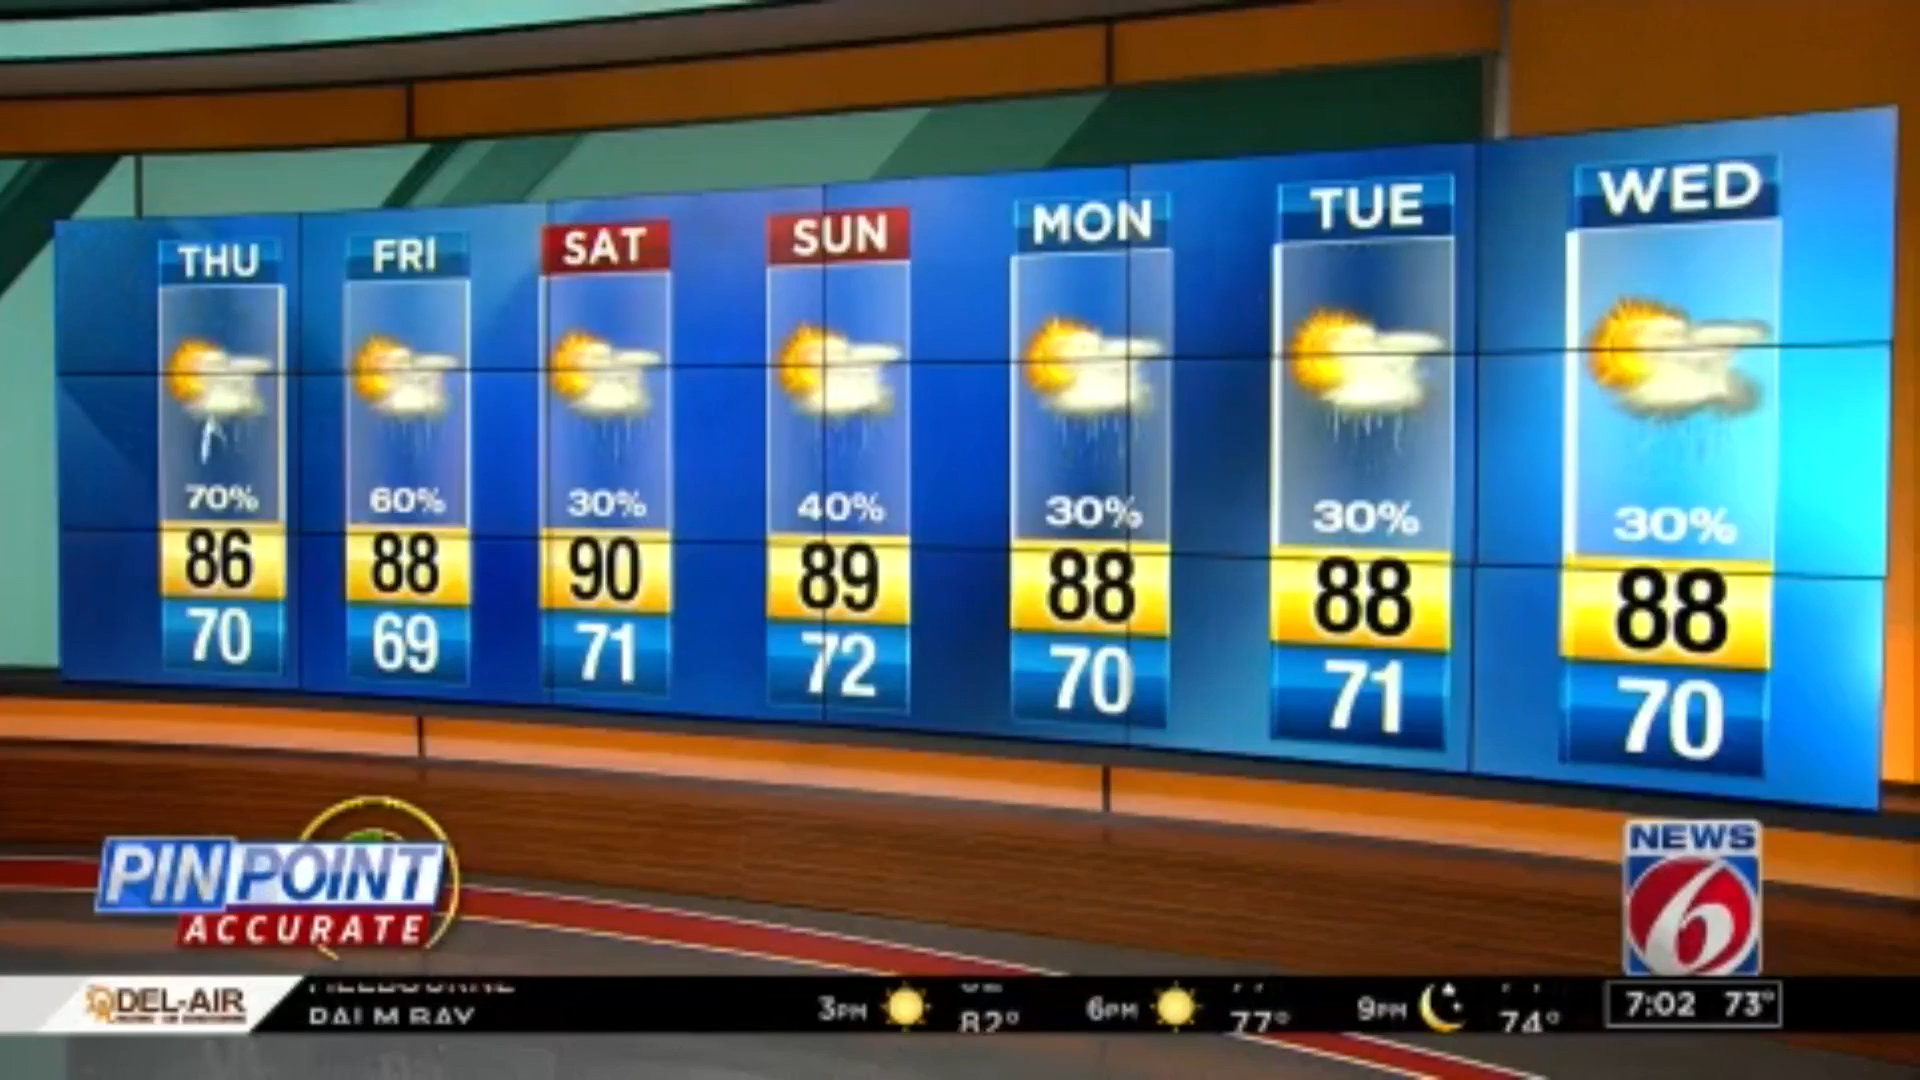 THU FRI SAT SUN MON TUE WED
70% 60% 30% 40% 30% 30% 30%
86 88 90 89 88 88 88
70 69 71 72 70 71 70
PINPOINT
ACCURATE
NEWS
6
DEL-AIR
MELBOURNE
PALM BAY
3PM 82° 6PM 77° 9PM 74°
7:02 73°